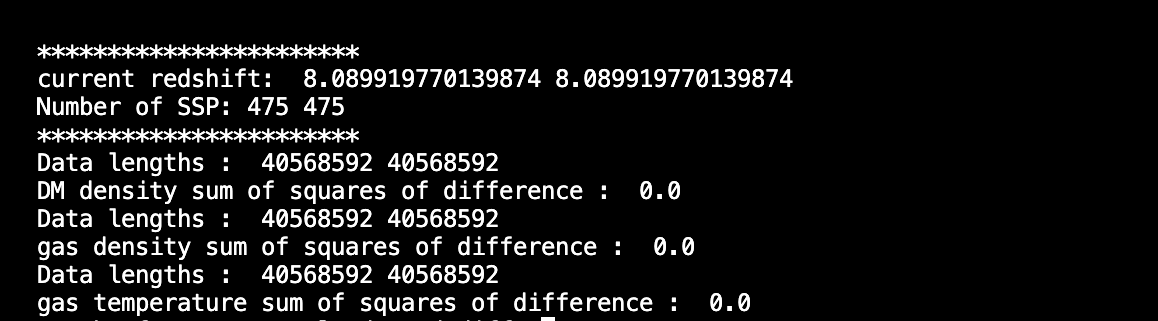 ***********************
current redshift:  8.089919770139874 8.089919770139874
Number of SSP: 475 475
***********************
Data lengths :  40568592 40568592
DM density sum of squares of difference :  0.0
Data lengths :  40568592 40568592
gas density sum of squares of difference :  0.0
Data lengths :  40568592 40568592
gas temperature sum of squares of difference :  0.0